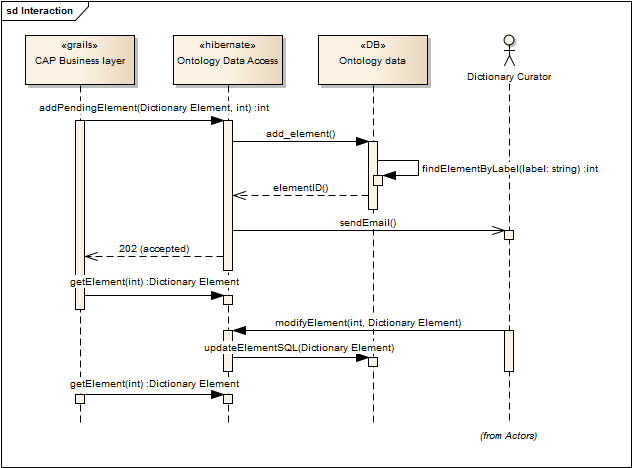 sd Interaction
«grails»
CAP Business layer
«hibernate»
Ontology Data Access
«DB»
Ontology data
Dictionary Curator
addPendingElement(Dictionary Element, int) :int
add_element()
findElementByLabel(label: string) :int
elementID()
sendEmail()
202 (accepted)
getElement(int) :Dictionary Element
modifyElement(int, Dictionary Element)
updateElementSQL(Dictionary Element)
getElement(int) :Dictionary Element
(from Actors)